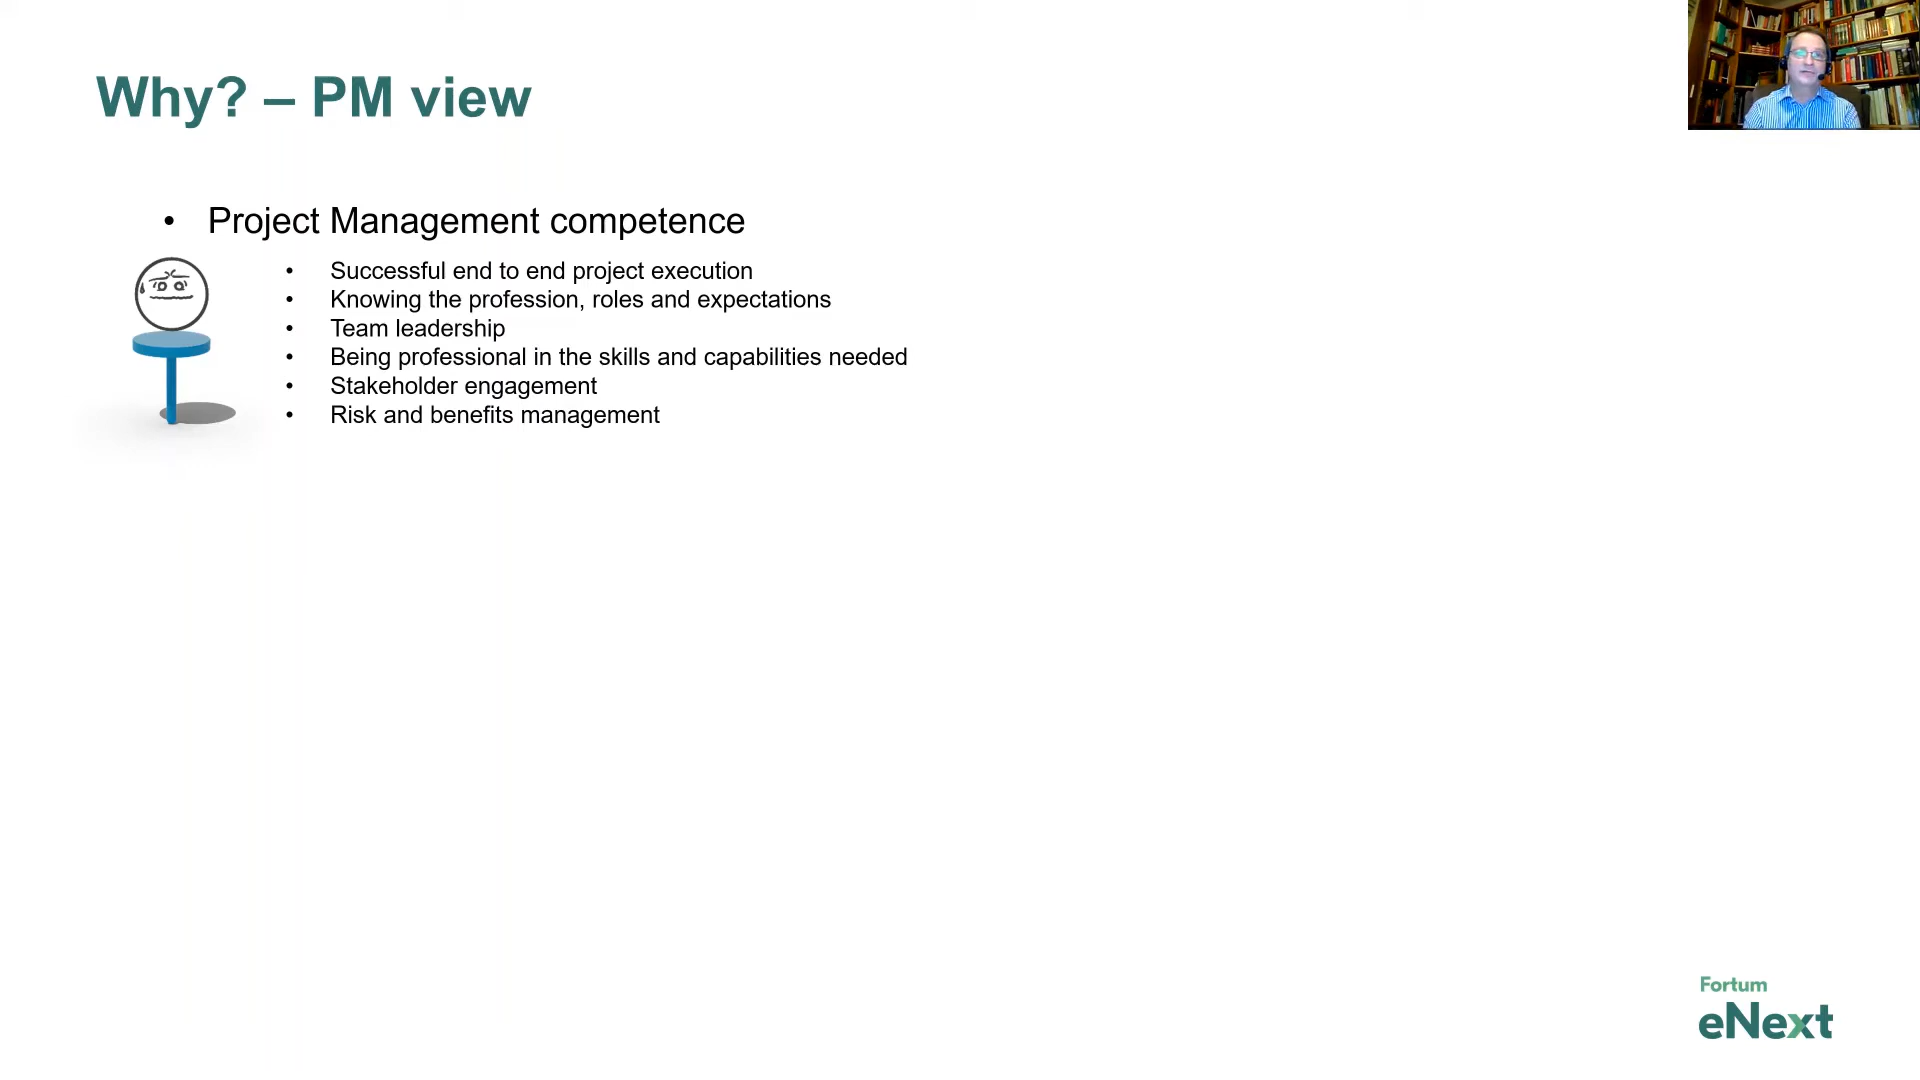 Why? – PM view
• Project Management competence
• Successful end to end project execution
• Knowing the profession, roles and expectations
• Team leadership
• Being professional in the skills and capabilities needed
• Stakeholder engagement
• Risk and benefits management
Fortum
eNext